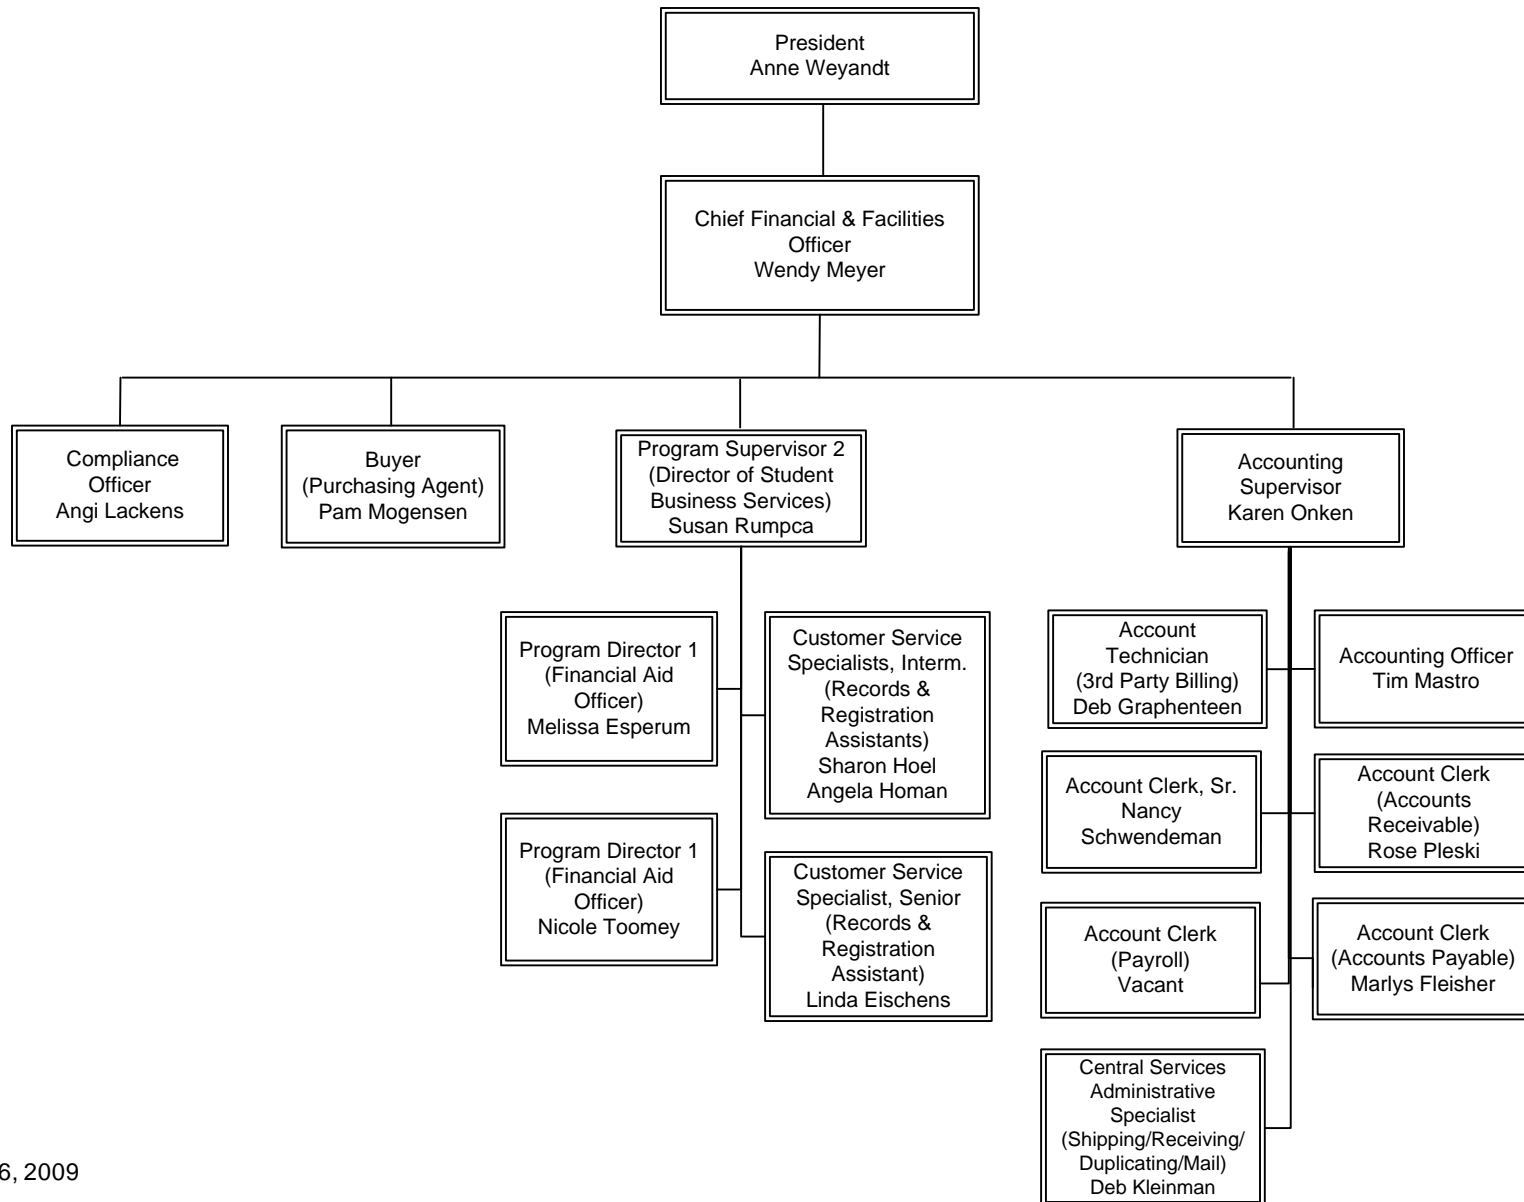 President
Anne Weyandt
Chief Financial & Facilities
Officer
Wendy Meyer
Compliance
Officer
Angi Lackens
Buyer
(Purchasing Agent)
Pam Mogensen
Program Supervisor 2
(Director of Student
Business Services)
Susan Rumpca
Accounting
Supervisor
Karen Onken
Program Director 1
(Financial Aid
Officer)
Melissa Esperum
Customer Service
Specialists, Interm.
(Records &
Registration
Assistants)
Sharon Hoel
Angela Homan
Program Director 1
(Financial Aid
Officer)
Nicole Toomey
Customer Service
Specialist, Senior
(Records &
Registration
Assistant)
Linda Eischens
Account
Technician
(3rd Party Billing)
Deb Graphenteen
Accounting Officer
Tim Mastro
Account Clerk, Sr.
Nancy
Schwendeman
Account Clerk
(Accounts
Receivable)
Rose Pleski
Account Clerk
(Payroll)
Vacant
Account Clerk
(Accounts Payable)
Marlys Fleisher
Central Services
Administrative
Specialist
(Shipping/Receiving/
Duplicating/Mail)
Deb Kleinman
6, 2009